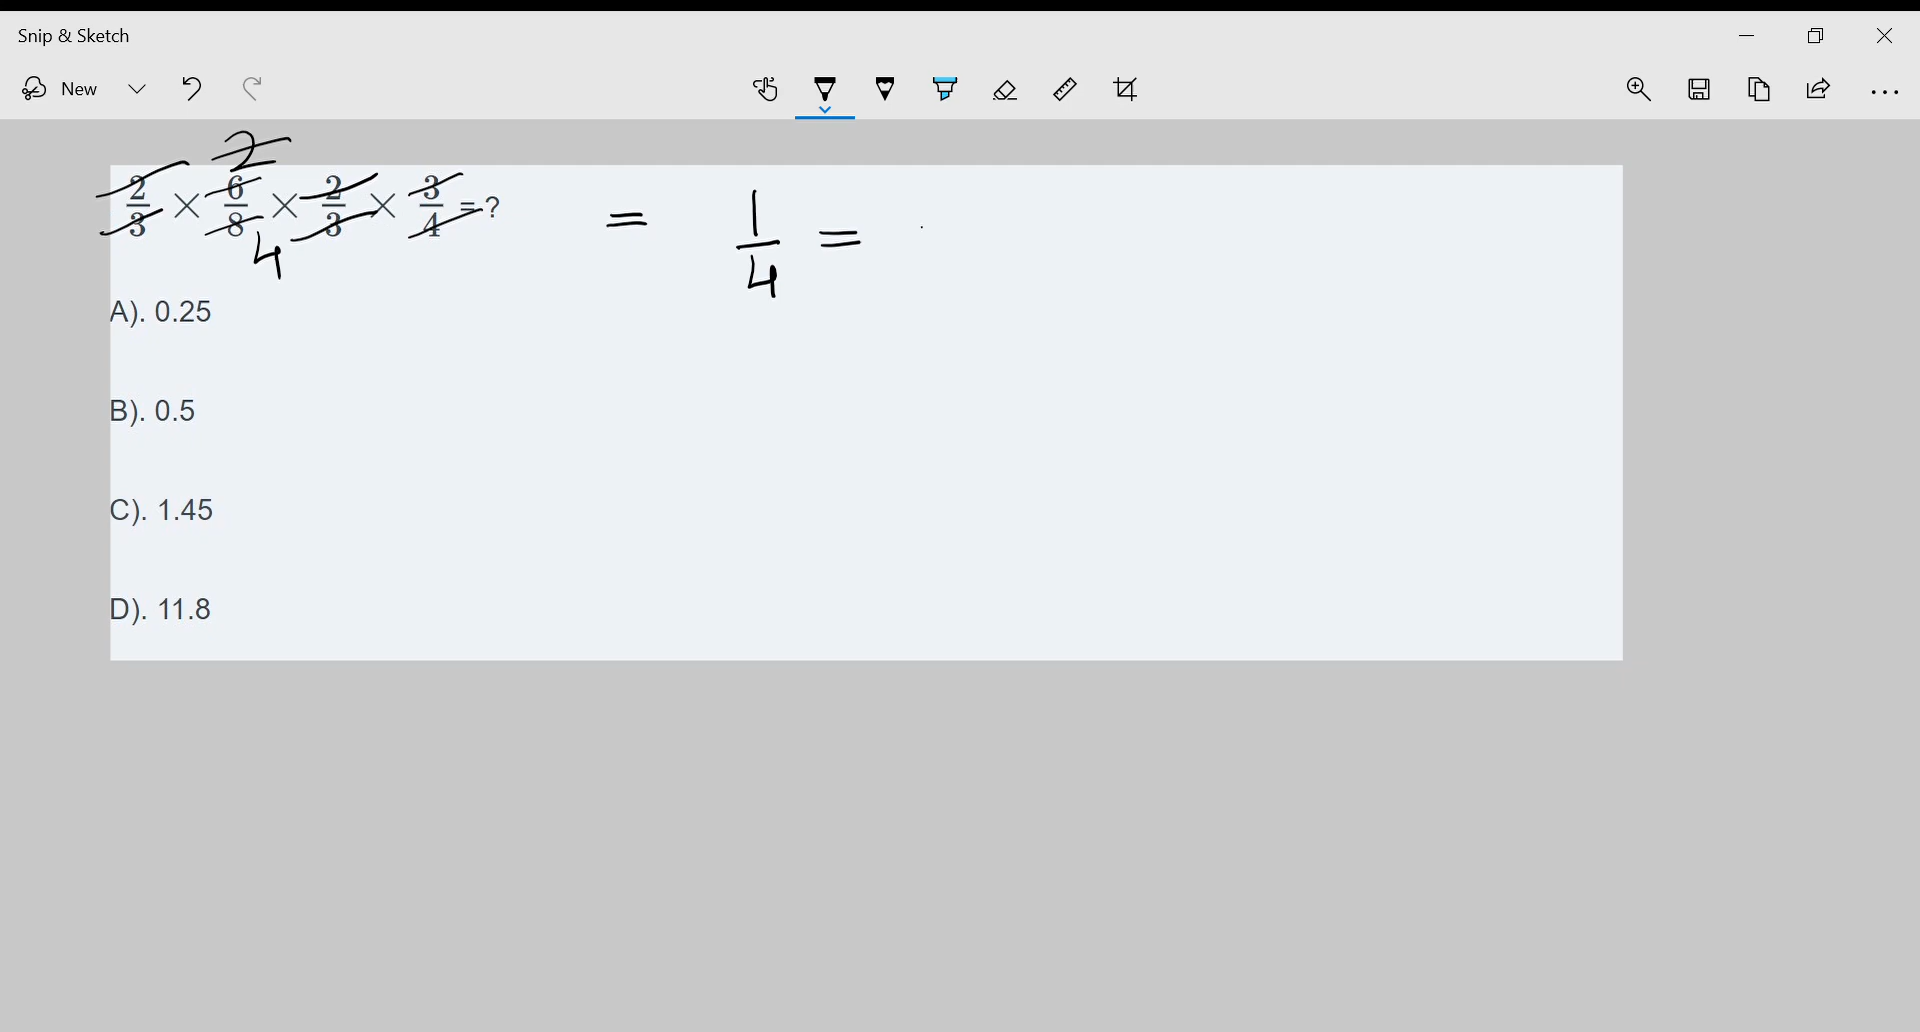 Snip & Sketch
New
2
2/3 × 6/8 × 2/3 × 3/4 = ? = 1/4 =
4
A). 0.25
B). 0.5
C). 1.45
D). 11.8